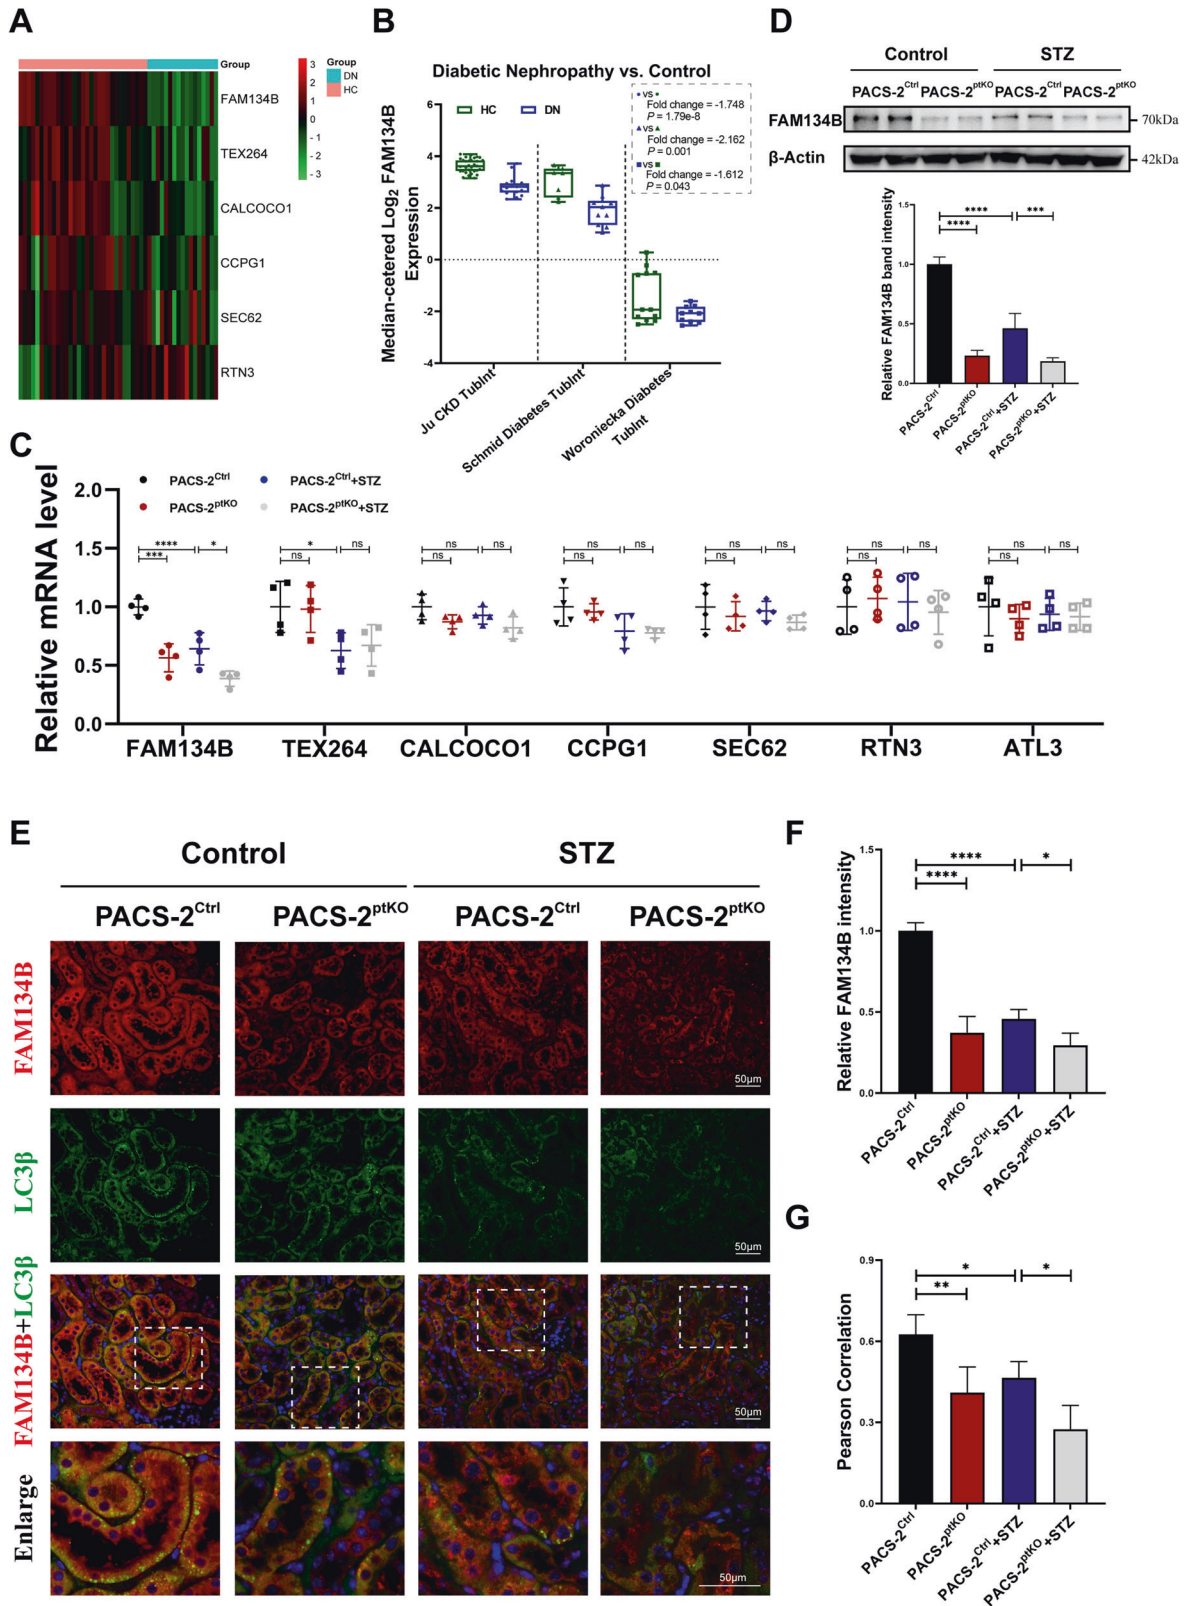 A
Group
FAM134B
TEX264
CALCOCO1
CCPG1
SEC62
RTN3
3
2
1
0
- 1
- 2
- 3
Group
DN
HC
B
Diabetic Nephropathy vs. Control
Median-cetered Log2 FAM134B
Expression
6
4
2
0
-2
-4
HC
DN
vs
Fold change = -1.748
P = 1.79e-8
vs
Fold change = -2.162
P = 0.001
vs
Fold change = -1.612
P = 0.043
Ju CKD TubInt
Schmid Diabetes TubInt
Woroniecka Diabetes
TubInt
D
Control STZ
PACS-2Ctrl PACS-2ptKO PACS-2Ctrl PACS-2ptKO
FAM134B
70kDa
β-Actin
42kDa
Relative FAM134B band intensity
1.5
1.0
0.5
0.0
****
****
***
PACS-2Ctrl
PACS-2ptKO
PACS-2Ctrl+STZ
PACS-2ptKO+STZ
C
Relative mRNA level
2.0
1.5
1.0
0.5
0.0
PACS-2Ctrl
PACS-2Ctrl+STZ
PACS-2ptKO
PACS-2ptKO+STZ
**** *
***
* ns
ns
ns ns
ns
ns ns
ns
ns ns
ns
ns ns
ns
ns ns
ns
FAM134B TEX264 CALCOCO1 CCPG1 SEC62 RTN3 ATL3
E
Control STZ
PACS-2Ctrl PACS-2ptKO PACS-2Ctrl PACS-2ptKO
FAM134B
50μm
LC3β
50μm
FAM134B+LC3β
50μm
Enlarge
50μm
F
Relative FAM134B intensity
1.5
1.0
0.5
0.0
**** *
****
PACS-2Ctrl
PACS-2ptKO
PACS-2Ctrl+STZ
PACS-2ptKO+STZ
G
Pearson Correlation
0.9
0.6
0.3
0.0
* *
**
PACS-2Ctrl
PACS-2ptKO
PACS-2Ctrl+STZ
PACS-2ptKO+STZ